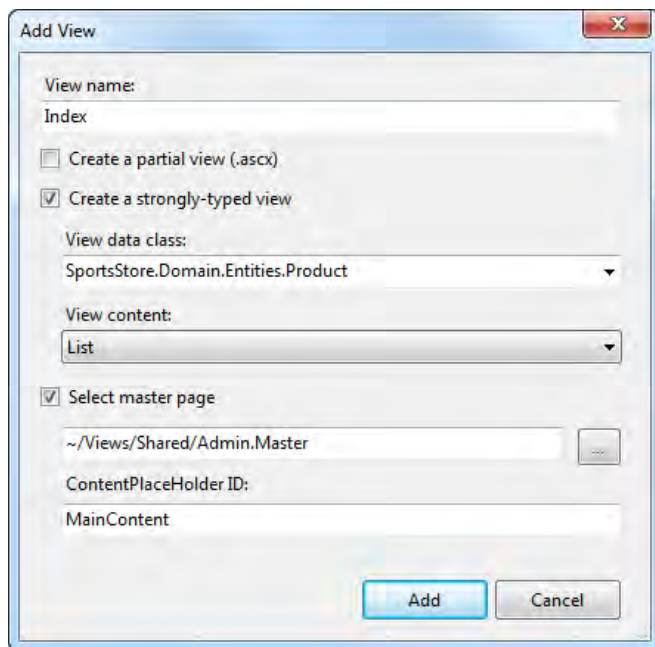 Add View
View name:
Index
Create a partial view (.ascx)
Create a strongly-typed view
View data class:
SportsStore.Domain.Entities.Product
View content:
List
Select master page
~/Views/Shared/Admin.Master
...
ContentPlaceHolder ID:
MainContent
Add Cancel